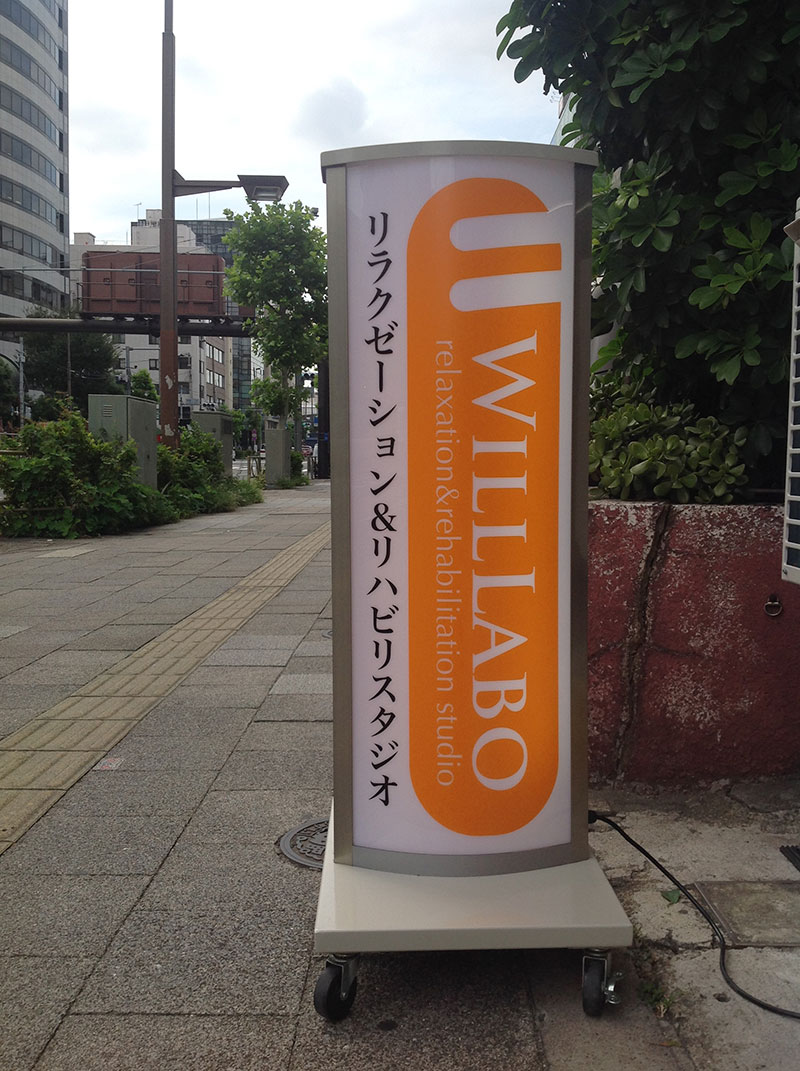 リラクゼーション&リハビリスタジオ
WILLLABO
relaxation&rehabilitation studio